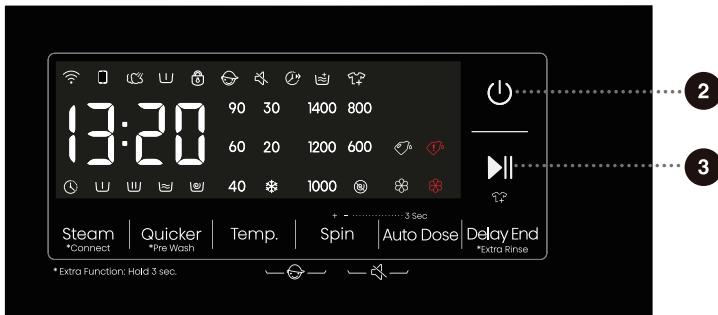 2
13:20
90 30 1400 800
60 20 1200 600
40 1000
3
+ - 3 Sec
Steam Quicker Temp. Spin Auto Dose Delay End
*Connect *Pre Wash *Extra Rinse
* Extra Function: Hold 3 sec.